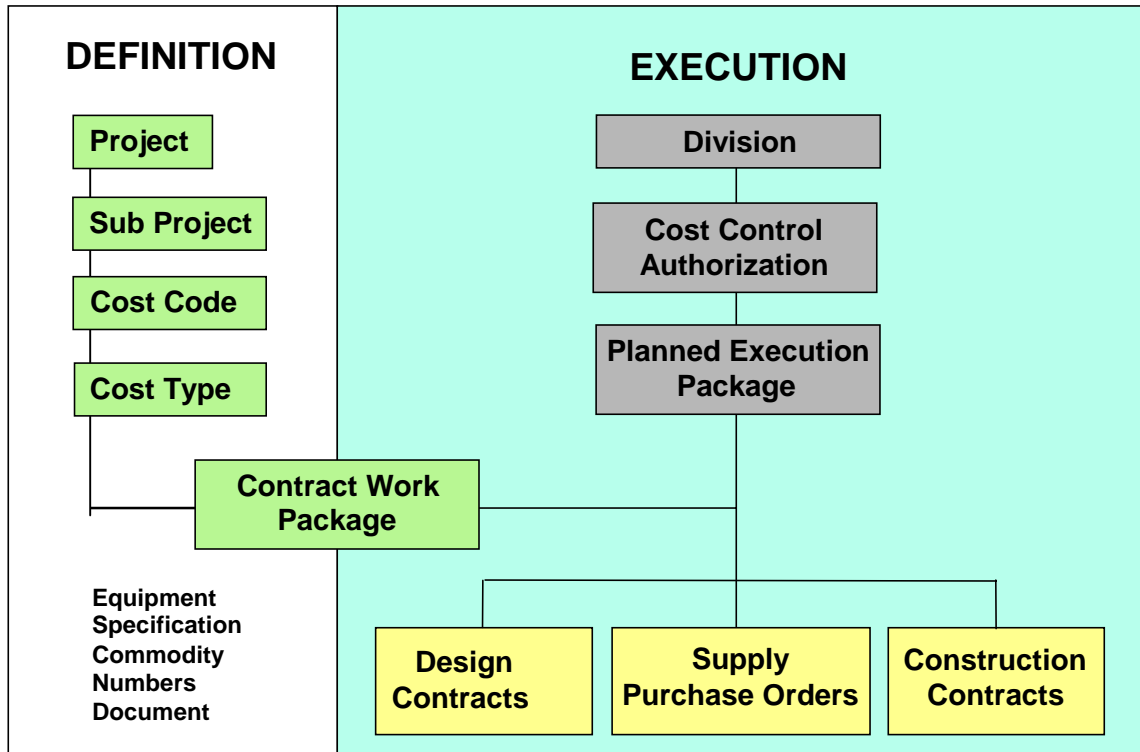 DEFINITION
Project
Sub Project
Cost Code
Cost Type
Contract Work
Package
Equipment
Specification
Commodity
Numbers
Document
EXECUTION
Division
Cost Control
Authorization
Planned Execution
Package
Design
Contracts
Supply
Purchase Orders
Construction
Contracts